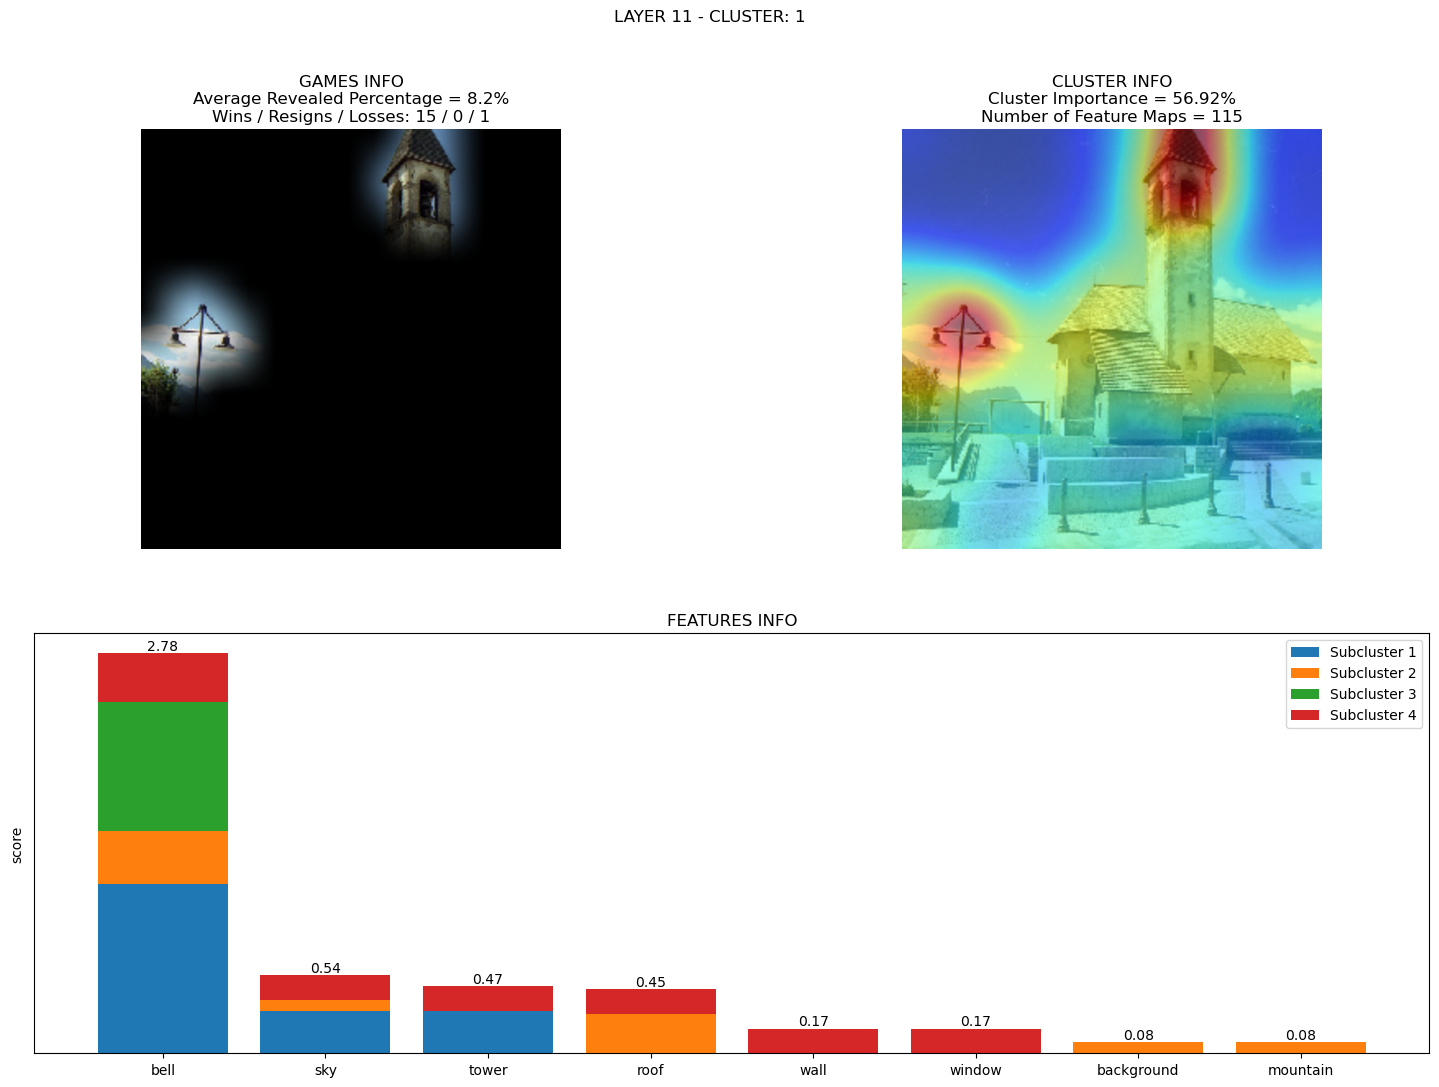 LAYER 11 - CLUSTER: 1
GAMES INFO
Average Revealed Percentage = 8.2%
Wins / Resigns / Losses: 15 / 0 / 1
CLUSTER INFO
Cluster Importance = 56.92%
Number of Feature Maps = 115
FEATURES INFO
score
2.78
0.54
0.47
0.45
0.17
0.17
0.08
0.08
Subcluster 1
Subcluster 2
Subcluster 3
Subcluster 4
bell
sky
tower
roof
wall
window
background
mountain